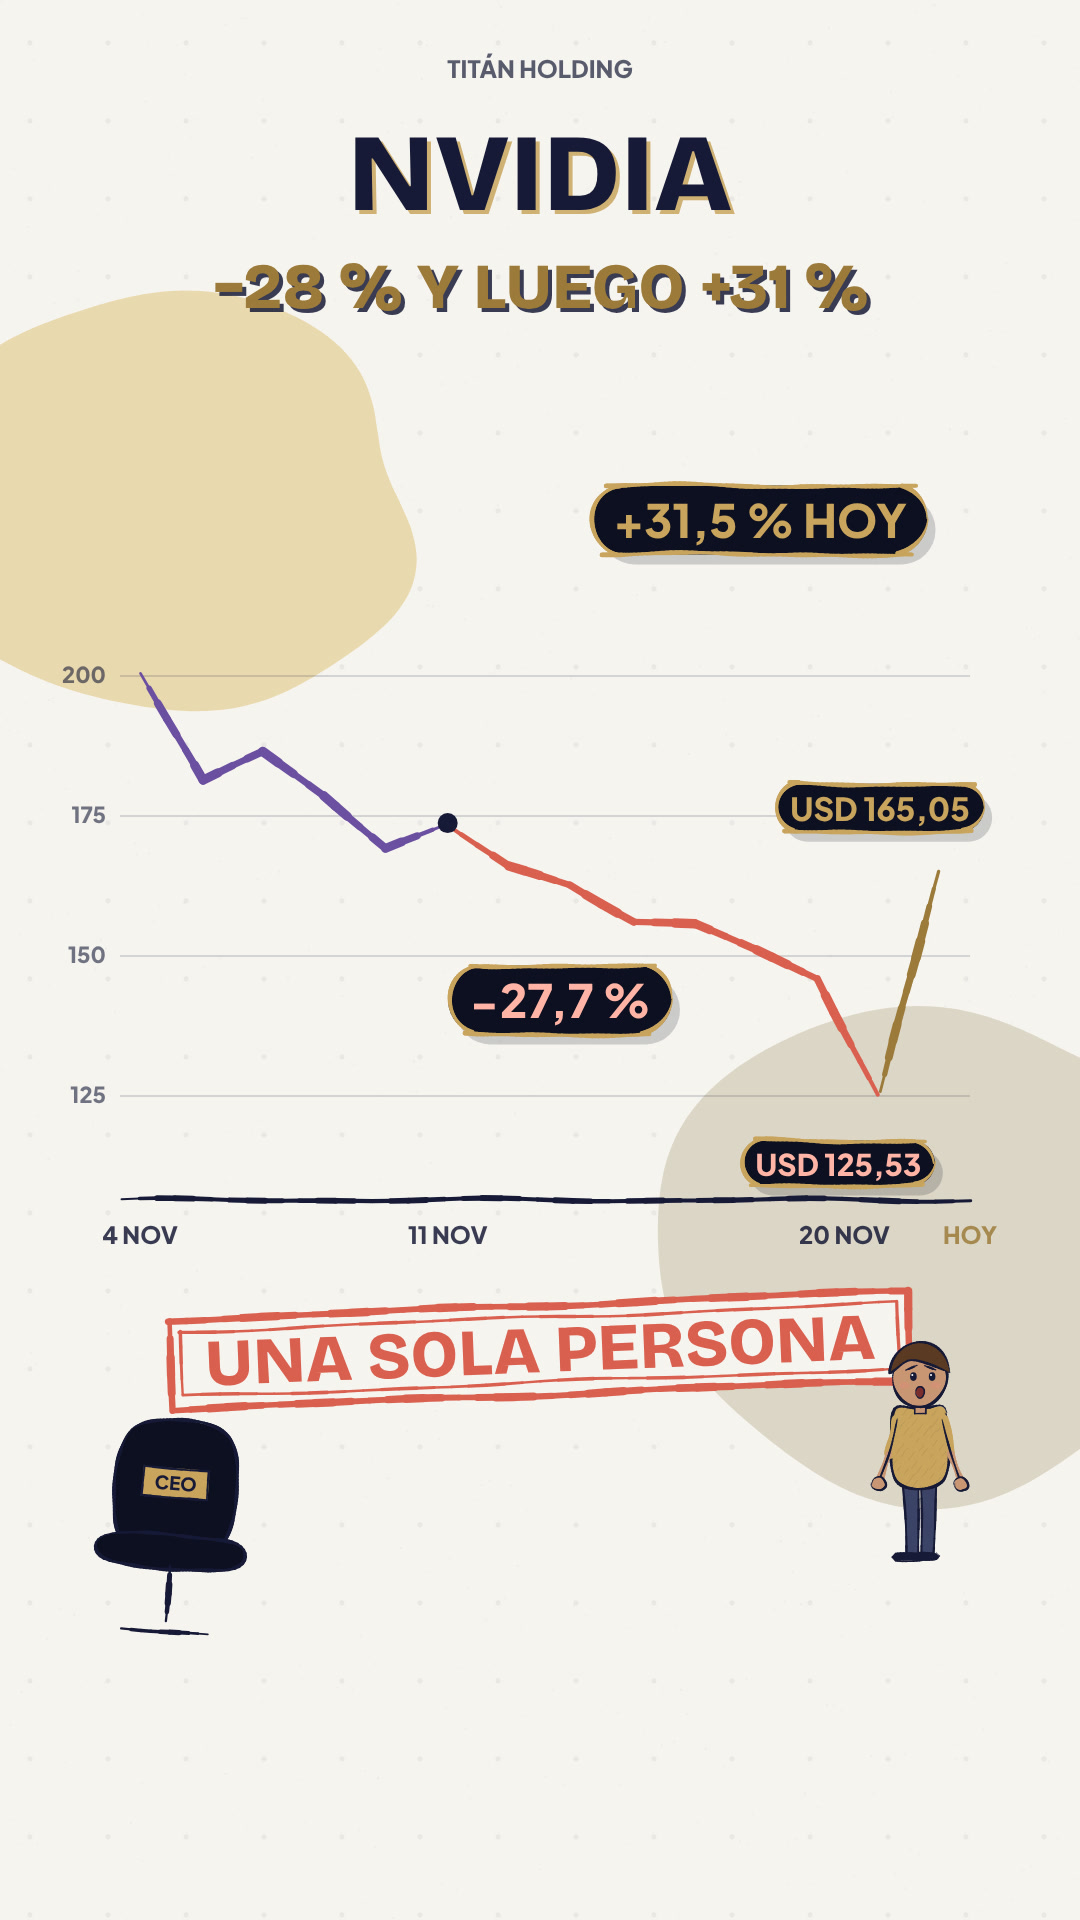 TITÁN HOLDING
NVIDIA
–28 % Y LUEGO +31 %
+31,5 % HOY
200
USD 165,05
175
150
–27,7 %
125
USD 125,53
4 NOV 11 NOV 20 NOV HOY
UNA SOLA PERSONA
CEO